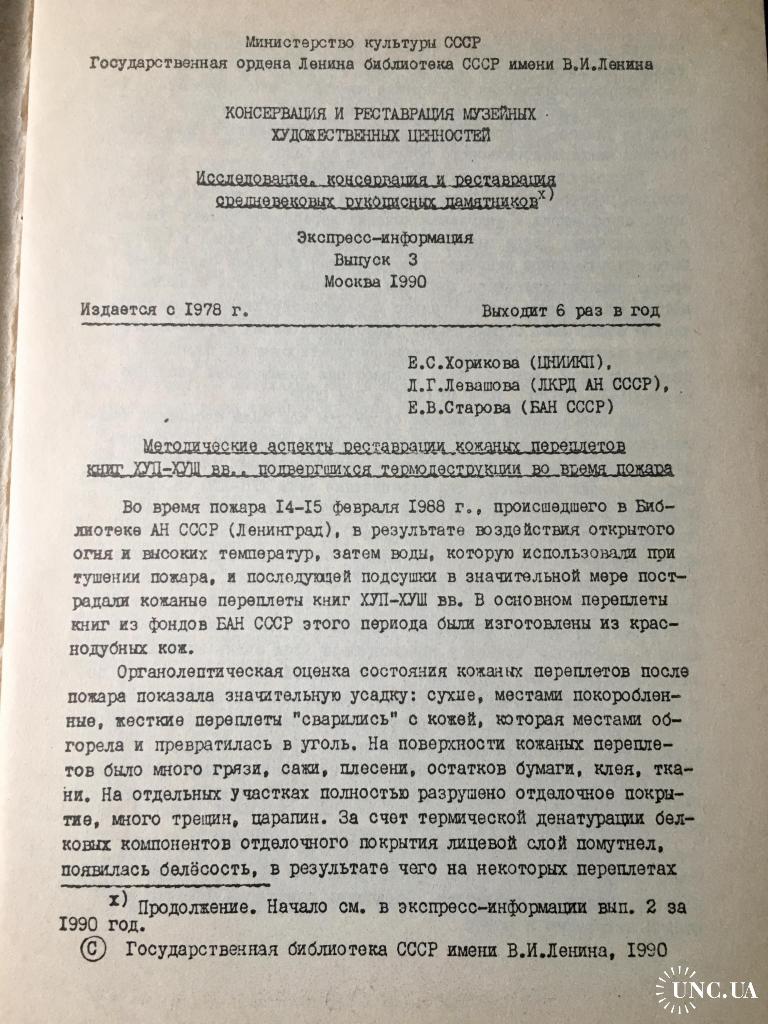 Министерство культуры СССР
Государственная ордена Ленина библиотека СССР имени В.И.Ленина
КОНСЕРВАЦИЯ И РЕСТАВРАЦИЯ МУЗЕЙНЫХ
ХУДОЖЕСТВЕННЫХ ЦЕННОСТЕЙ
Исследование, консервация и реставрация
средневековых рукописных памятников х)
Экспресс-информация
Выпуск 3
Москва 1990
Издается с 1978 г. Выходит 6 раз в год
Е.С.Хорикова (ЦНИИКП),
Л.Г.Левашова (ЛКРД АН СССР),
Е.В.Старова (БАН СССР)
Методические аспекты реставрации кожаных переплетов
книг ХУП-ХУШ вв., подвергшихся термодеструкции во время пожара
Во время пожара 14-15 февраля 1988 г., происшедшего в Биб-
лиотеке АН СССР (Ленинград), в результате воздействия открытого
огня и высоких температур, затем воды, которую использовали при
тушении пожара, и последующей подсушки в значительной мере пост-
радали кожаные переплеты книг ХУП-ХУШ вв. В основном переплеты
книг из фондов БАН СССР этого периода были изготовлены из крас-
нодубных кож.
Органолептическая оценка состояния кожаных переплетов после
пожара показала значительную усадку: сухие, местами покороблен-
ные, жесткие переплеты "сварились" с кожей, которая местами об-
горела и превратилась в уголь. На поверхности кожаных перепле-
тов было много грязи, сажи, плесени, остатков бумаги, клея, тка-
ни. На отдельных участках полностью разрушено отделочное покры-
тие, много трещин, царапин. За счет термической денатурации бел-
ковых компонентов отделочного покрытия лицевой слой помутнел,
появилась белёсость, в результате чего на некоторых переплетах
х) Продолжение. Начало см. в экспресс-информации вып. 2 за
1990 год.
© Государственная библиотека СССР имени В.И.Ленина, 1990
UNC.UA